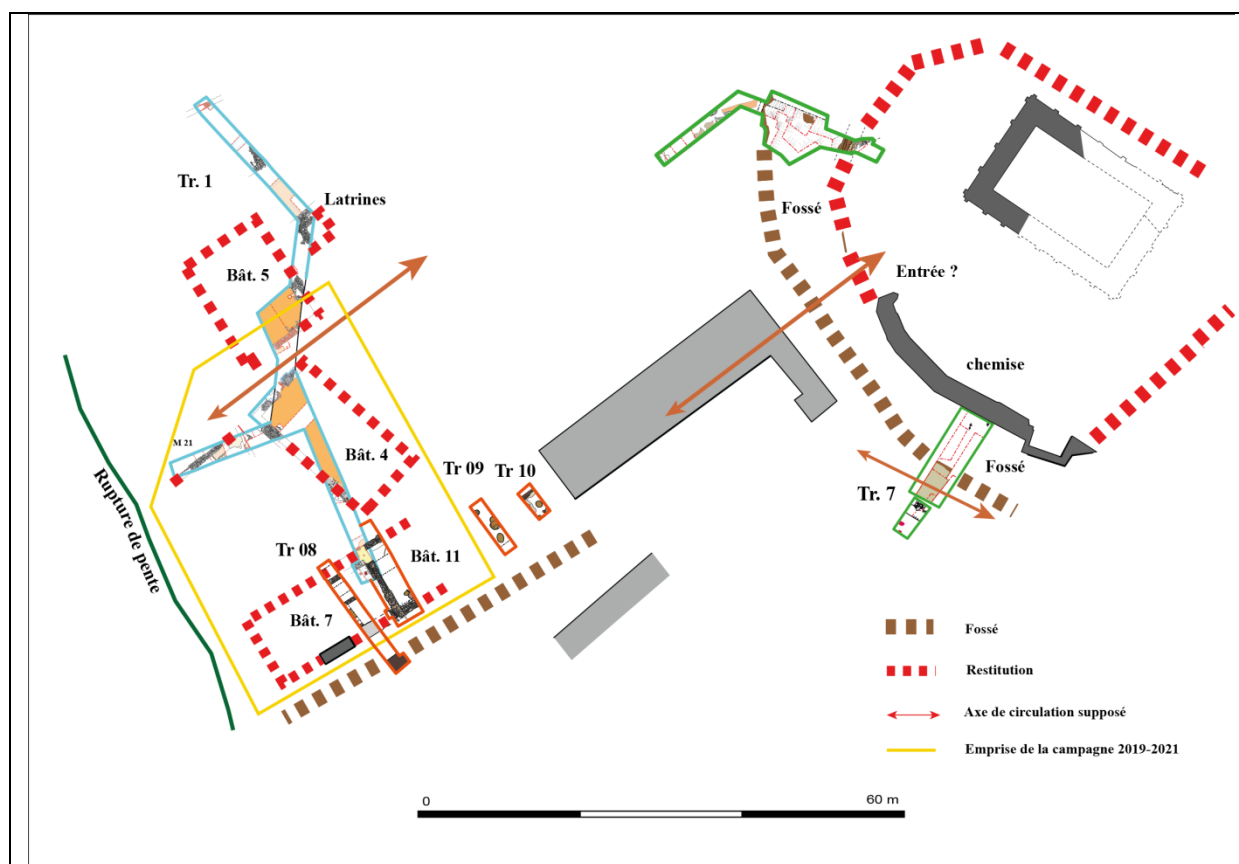 Tr. 1
Latrines
Fossé
Bât. 5
Entrée ?
chemise
M 21
Bât. 4
Tr 09
Tr 10
Fossé
Tr. 7
Rupture de pente
Tr 08
Bât. 11
Bât. 7
Fossé
Restitution
Axe de circulation supposé
Emprise de la campagne 2019-2021
0
60 m